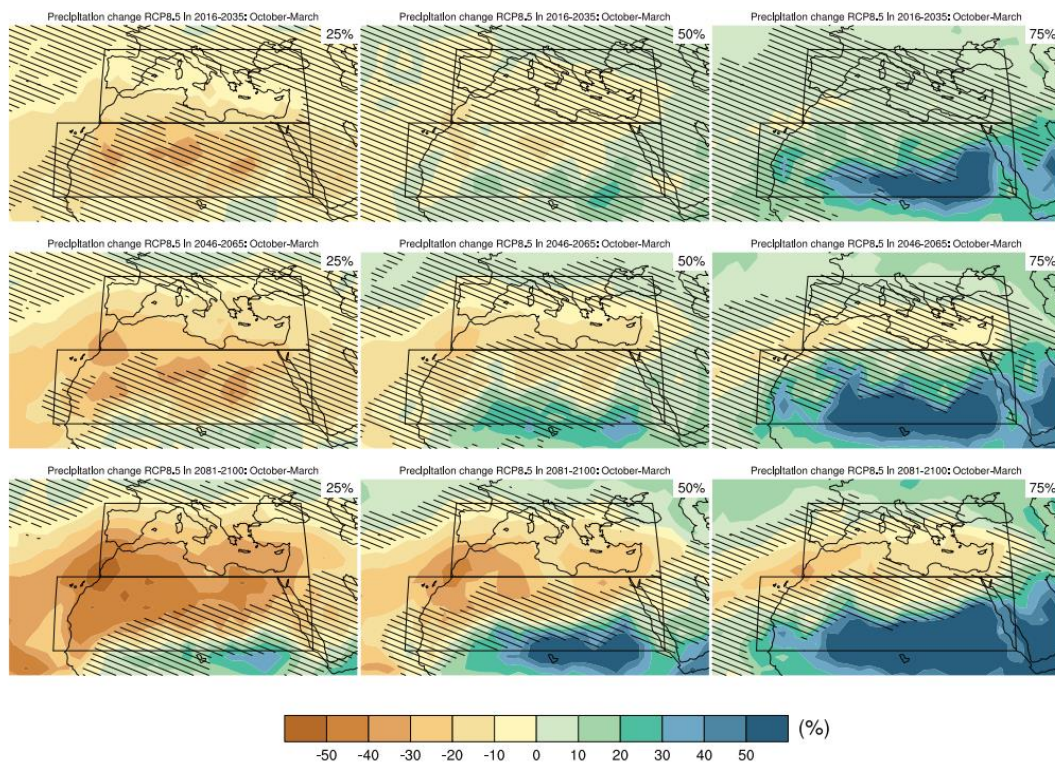 Precipitation change RCP8.5 in 2016-2035: October-March
25%
Precipitation change RCP8.5 in 2016-2035: October-March
50%
Precipitation change RCP8.5 in 2016-2035: October-March
75%
Precipitation change RCP8.5 in 2046-2065: October-March
25%
Precipitation change RCP8.5 in 2046-2065: October-March
50%
Precipitation change RCP8.5 in 2046-2065: October-March
75%
Precipitation change RCP8.5 in 2081-2100: October-March
25%
Precipitation change RCP8.5 in 2081-2100: October-March
50%
Precipitation change RCP8.5 in 2081-2100: October-March
75%
(%)
-50 -40 -30 -20 -10 0 10 20 30 40 50